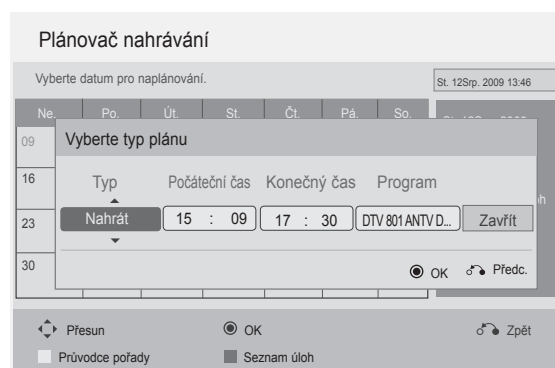 Plánovač nahrávání
Vyberte datum pro naplánování.
St. 12Srp. 2009 13:46
Ne. Po. Út. St. Čt. Pá. So.
09
Vyberte typ plánu
16
Typ Počáteční čas Konečný čas Program
23
Nahrát 15 : 09 17 : 30 DTV 801 ANTV D... Zavřít
30
OK Předc.
Přesun OK Zpět
Průvodce pořady Seznam úloh